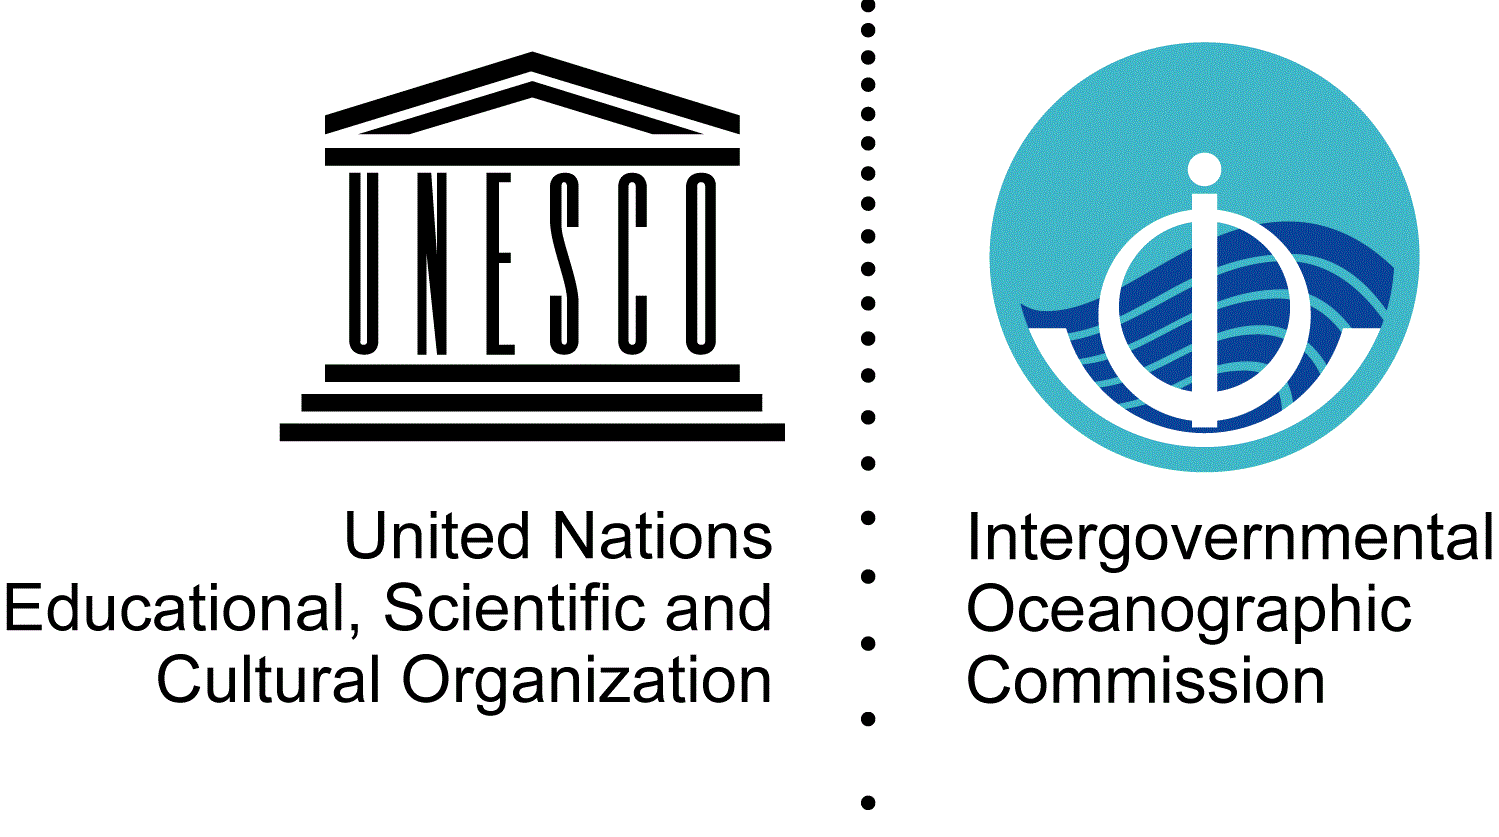 UNESCO
United Nations
Educational, Scientific and
Cultural Organization
Intergovernmental
Oceanographic
Commission